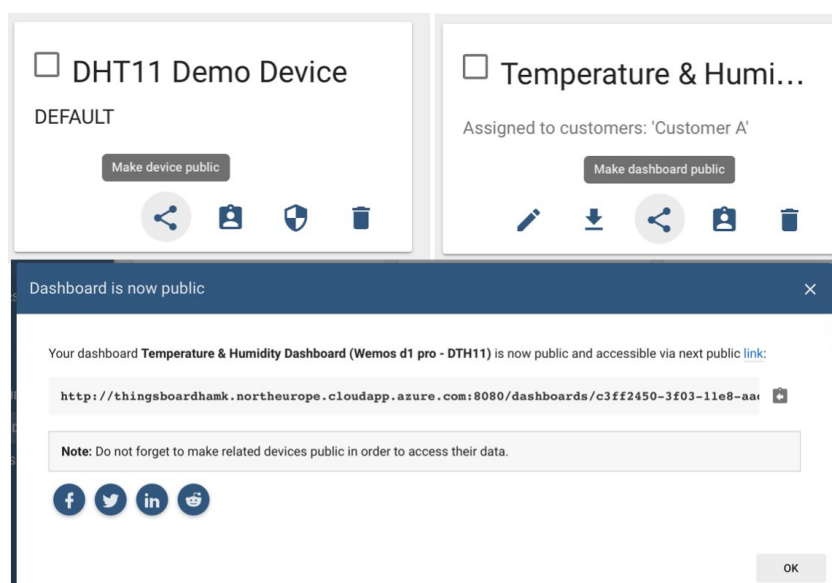 DHT11 Demo Device
DEFAULT
Make device public
Temperature & Humi...
Assigned to customers: 'Customer A'
Make dashboard public
Dashboard is now public
Your dashboard Temperature & Humidity Dashboard (Wemos d1 pro - DTH11) is now public and accessible via next public link:
http://thingsboardhamk.northeurope.cloudapp.azure.com:8080/dashboards/c3ff2450-3f03-11e8-aa
Note: Do not forget to make related devices public in order to access their data.
OK